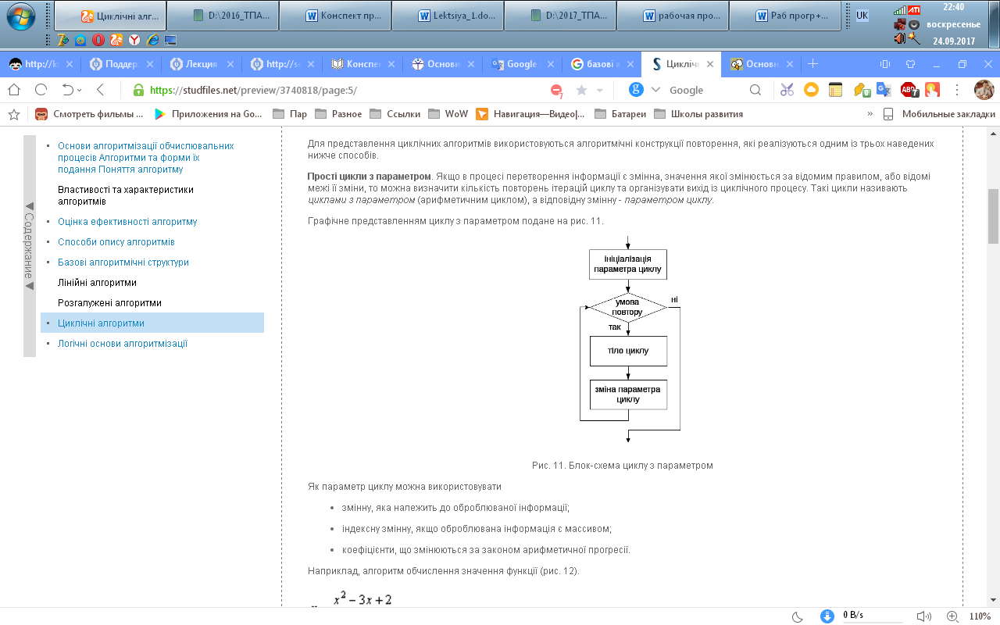 Циклічні алг...
D:\2016_ТПА...
Конспект пр...
Lektsiya_1.do...
D:\2017_ТПА...
рабочая про...
Раб прогр+...
UK
ATI
22:40
воскресенье
24.09.2017
http://k
Поддер
Лекция
http://s
Конспе
Основи
Google
базові а
Циклічн
Основн
https://studfiles.net/preview/3740818/page:5/
7
Google
ABP
7
Смотреть фильмы ...
Приложения на Go...
Пар
Разное
Ссылки
WoW
Навигация—Видео|...
Батареи
Школы развития
»
Мобильные закладки
Содержание
Основи алгоритмізації обчислювальних
процесів Алгоритми та форми їх
подання Поняття алгоритму
Властивості та характеристики
алгоритмів
Оцінка ефективності алгоритму
Способи опису алгоритмів
Базові алгоритмічні структури
Лінійні алгоритми
Розгалужені алгоритми
Циклічні алгоритми
Логічні основи алгоритмізації
Для представлення циклічних алгоритмів використовуються алгоритмічні конструкції повторення, які реалізуються одним із трьох наведених
нижче способів.
Прості цикли з параметром. Якщо в процесі перетворення інформації є змінна, значення якої змінюється за відомим правилом, або відомі
межі її зміни, то можна визначити кількість повторень ітерацій циклу та організувати вихід із циклічного процесу. Такі цикли називають
циклами з параметром (арифметичним циклом), а відповідну змінну - параметром циклу.
Графічне представленням циклу з параметром подане на рис. 11.
ініціалізація
параметра циклу
умова
повтору
ні
так
тіло циклу
зміна параметра
циклу
Рис. 11. Блок-схема циклу з параметром
Як параметр циклу можна використовувати
змінну, яка належить до оброблюваної інформації;
індексну змінну, якщо оброблювана інформація є массивом;
коефіцієнти, що змінюються за законом арифметичної прогресії.
Наприклад, алгоритм обчислення значення функції (рис. 12).
x² − 3x + 2
0 B/s
110%